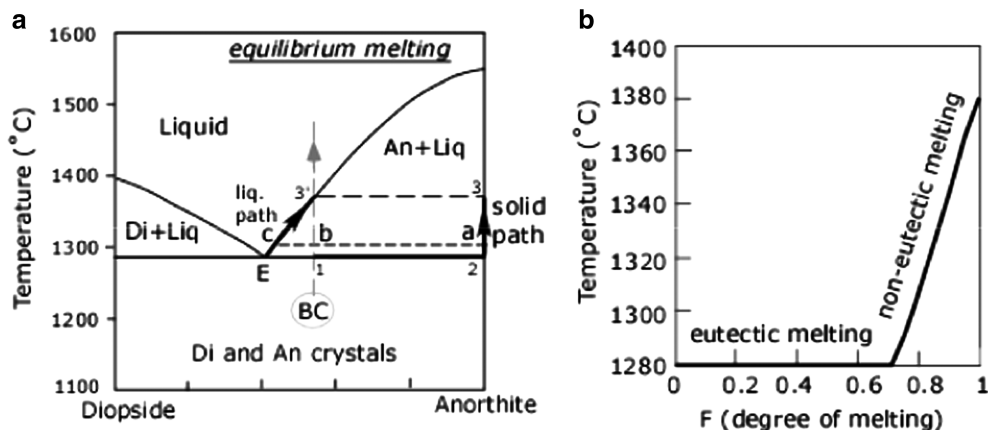 a
equilibrium melting
1600
1500
1400
1300
1200
1100
Temperature (°C)
Liquid
An+Liq
liq.
path
3'
3
solid
path
Di+Liq
c
b
a
E
1
2
BC
Di and An crystals
Diopside
Anorthite
b
1400
1380
1360
1340
1320
1300
1280
Temperature (°C)
non-eutectic melting
eutectic melting
0
0.2
0.4
0.6
0.8
1
F (degree of melting)